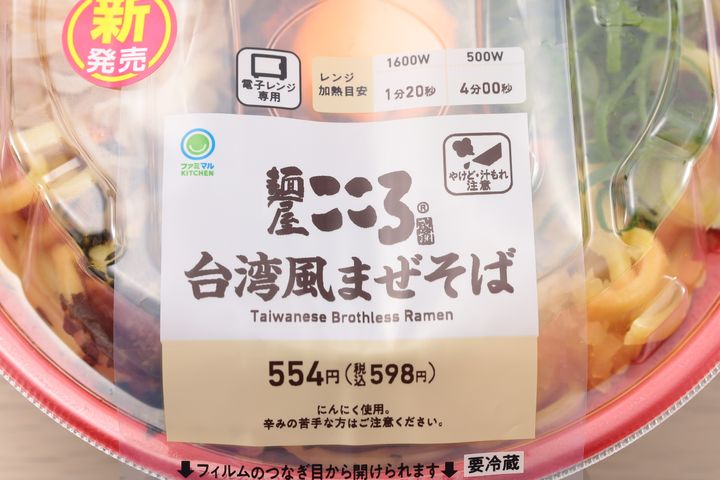 新
発売
電子レンジ
専用
レンジ
加熱目安
1600W 500W
1分20秒 4分00秒
ファミマル
KITCHEN
やけど・汁もれ
注意
麺屋こころ®
台湾風まぜそば
Taiwanese Brothless Ramen
554円(税込598円)
にんにく使用。
辛みの苦手な方はご注意ください。
⬇フィルムのつなぎ目から開けられます⬇ 要冷蔵